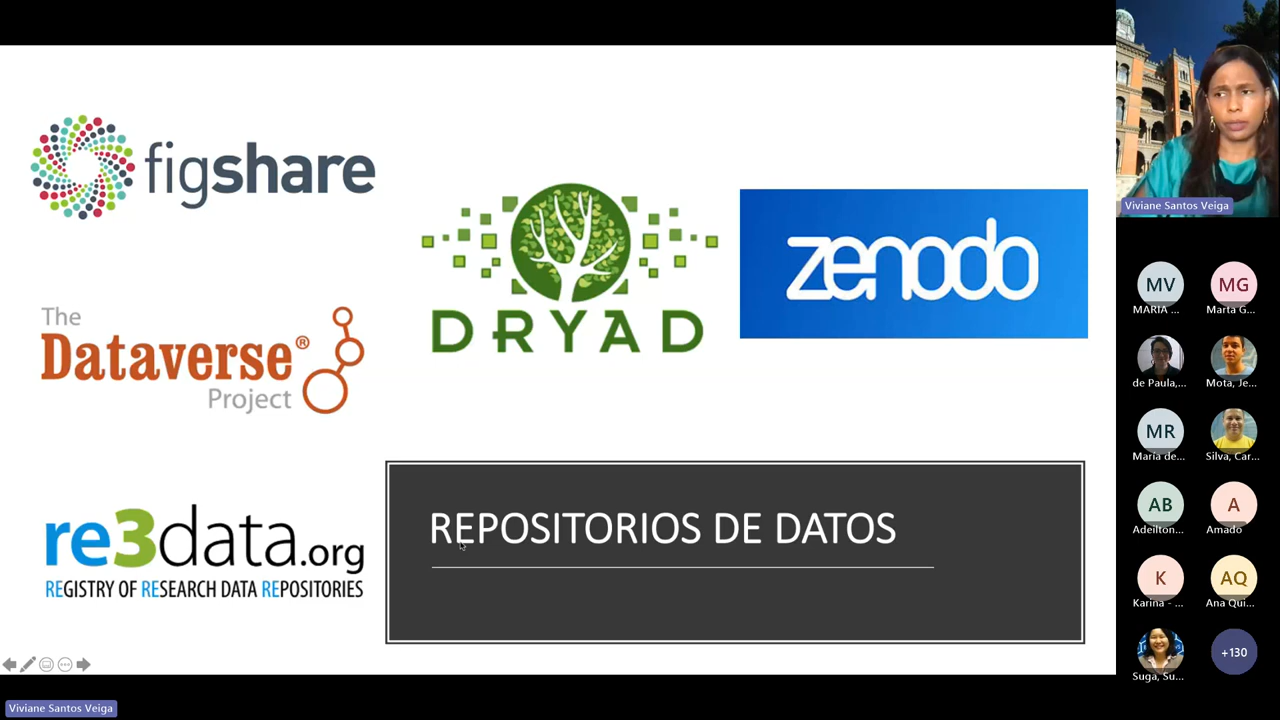 figshare
The
Dataverse®
Project
DRYAD
zenodo
re3data.org
REGISTRY OF RESEARCH DATA REPOSITORIES
REPOSITORIOS DE DATOS
Viviane Santos Veiga
MV
MARIA ...
MG
Marta G...
de Paula,...
Mota, Je...
MR
Maria de...
Silva, Car...
AB
Adeilton...
A
Amado
K
Karina - ...
AQ
Ana Qui...
Suga, Su...
+130
Viviane Santos Veiga